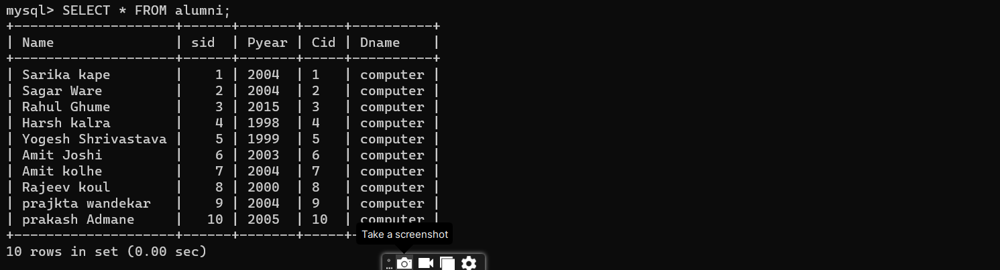 mysql> SELECT * FROM alumni;
+--------------------+------+-------+-----+----------+
| Name               | sid  | Pyear | Cid | Dname    |
+--------------------+------+-------+-----+----------+
| Sarika kape        |    1 | 2004  | 1   | computer |
| Sagar Ware         |    2 | 2004  | 2   | computer |
| Rahul Ghume        |    3 | 2015  | 3   | computer |
| Harsh kalra        |    4 | 1998  | 4   | computer |
| Yogesh Shrivastava |    5 | 1999  | 5   | computer |
| Amit Joshi         |    6 | 2003  | 6   | computer |
| Amit kolhe         |    7 | 2004  | 7   | computer |
| Rajeev koul        |    8 | 2000  | 8   | computer |
| prajkta wandekar   |    9 | 2004  | 9   | computer |
| prakash Admane     |   10 | 2005  | 10  | computer |
+--------------------+------+-------+-----+-
Take a screenshot
10 rows in set (0.00 sec)